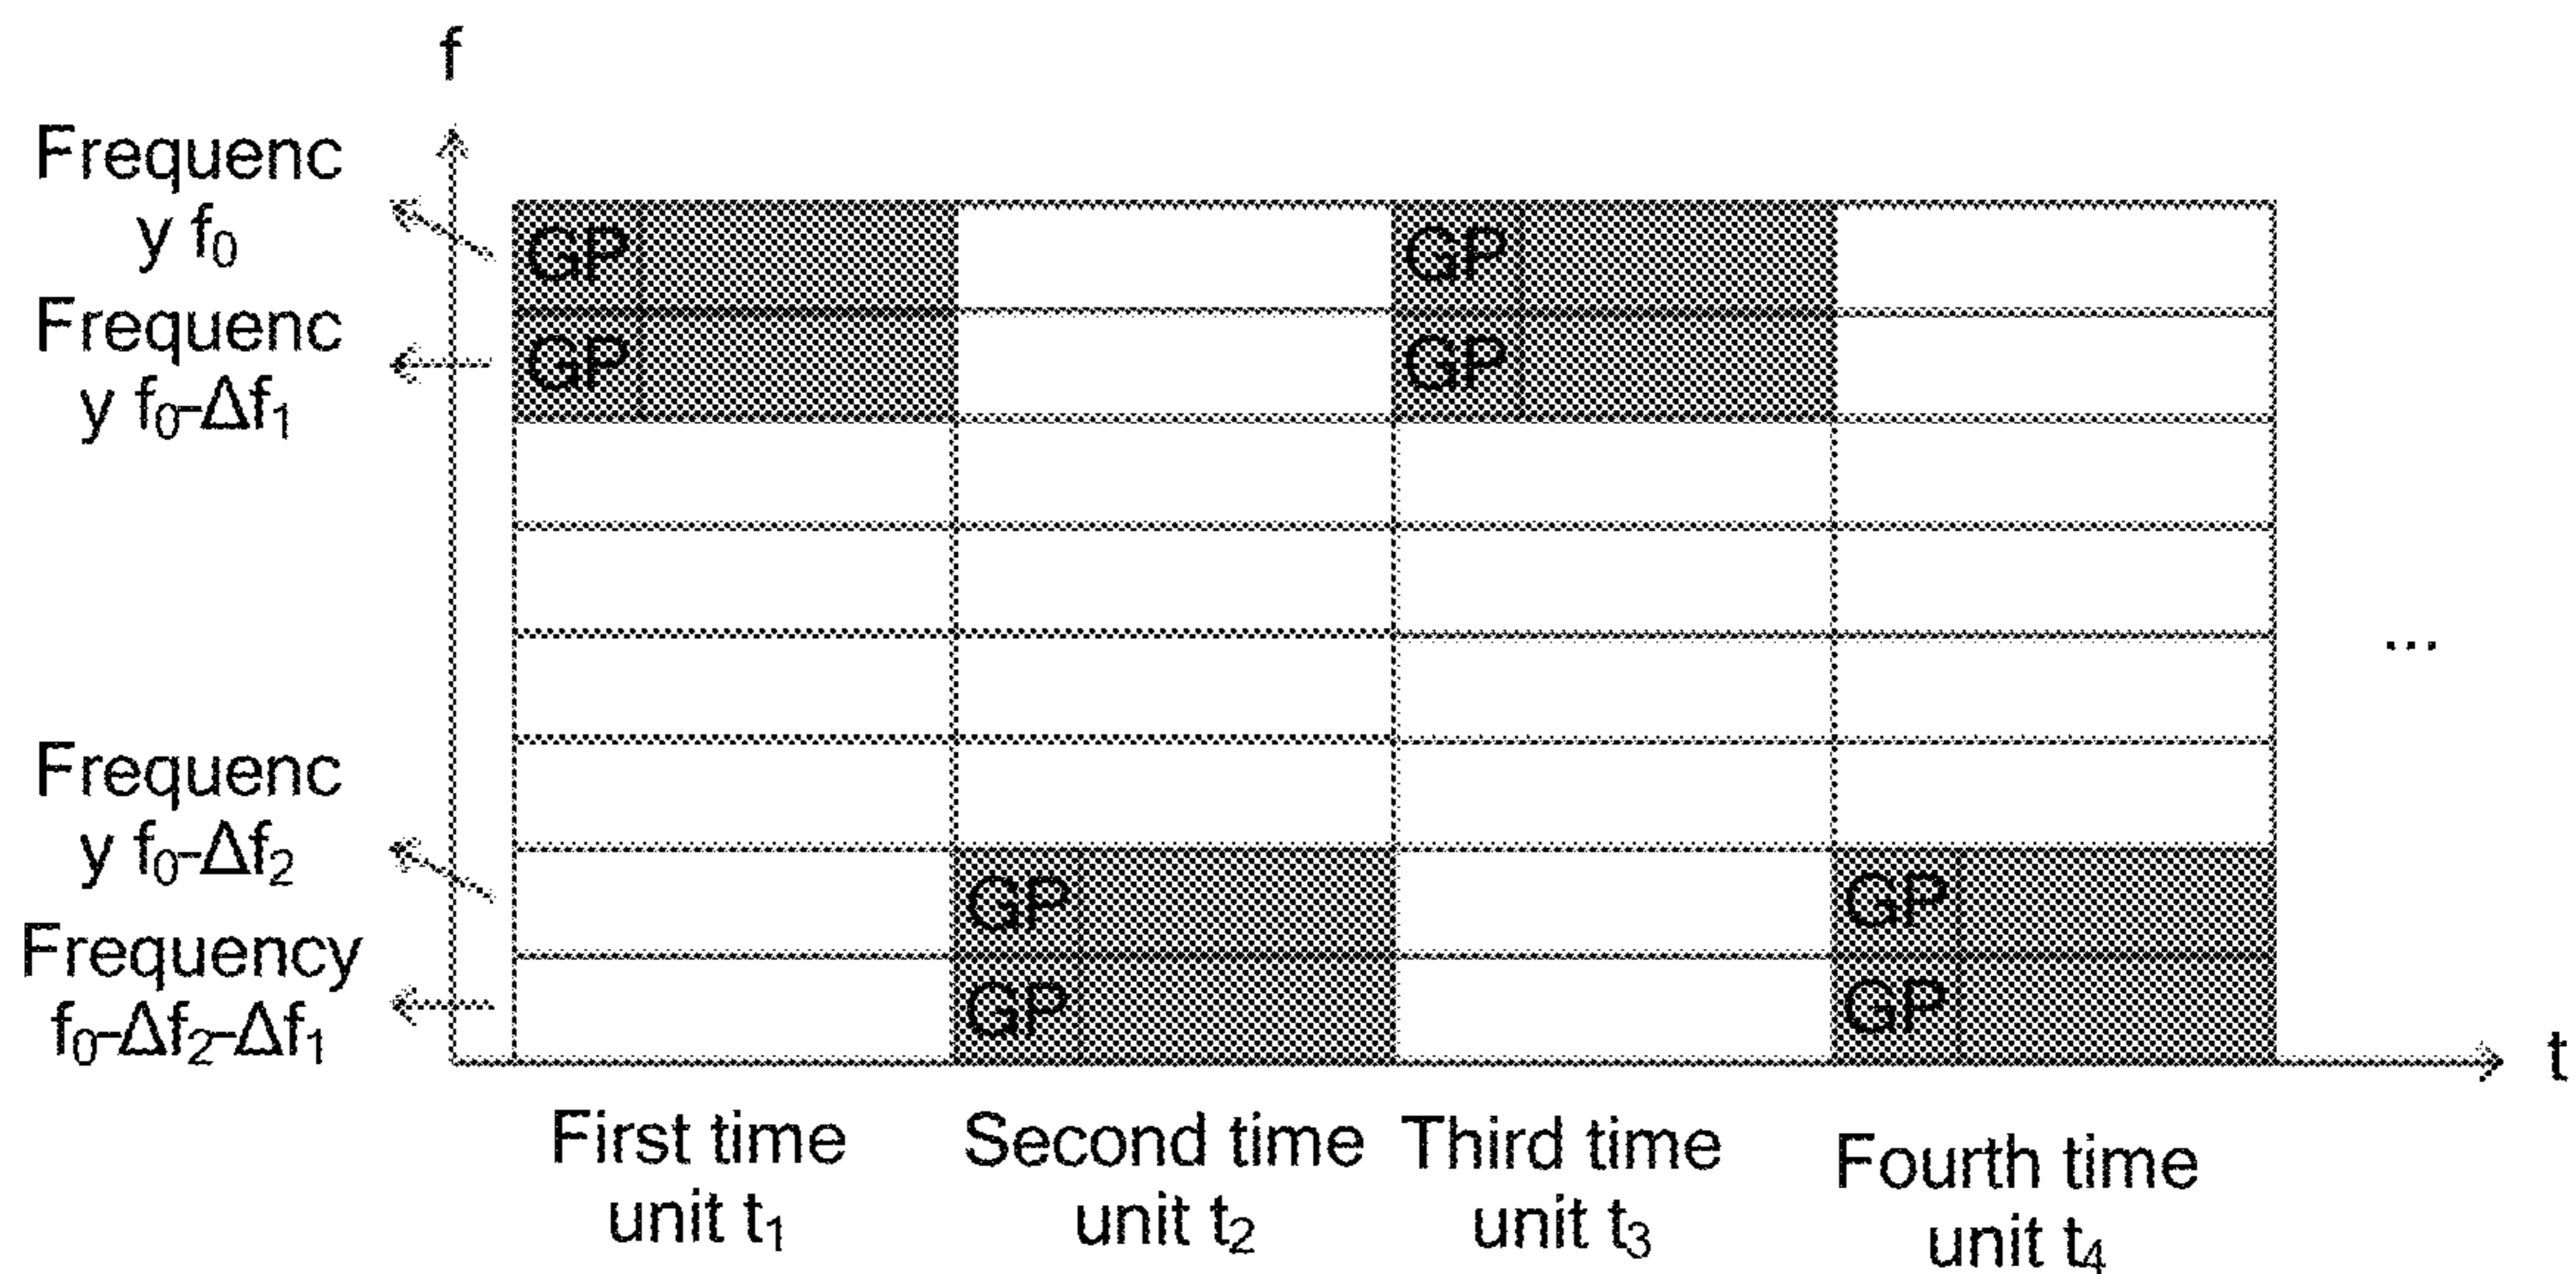 f
Frequenc
y f₀
GP
GP
Frequenc
y f₀-Δf₁
GP
GP
...
Frequenc
y f₀-Δf₂
GP
GP
Frequency
f₀-Δf₂-Δf₁
GP
GP
t
First time
unit t₁
Second time
unit t₂
Third time
unit t₃
Fourth time
unit t₄